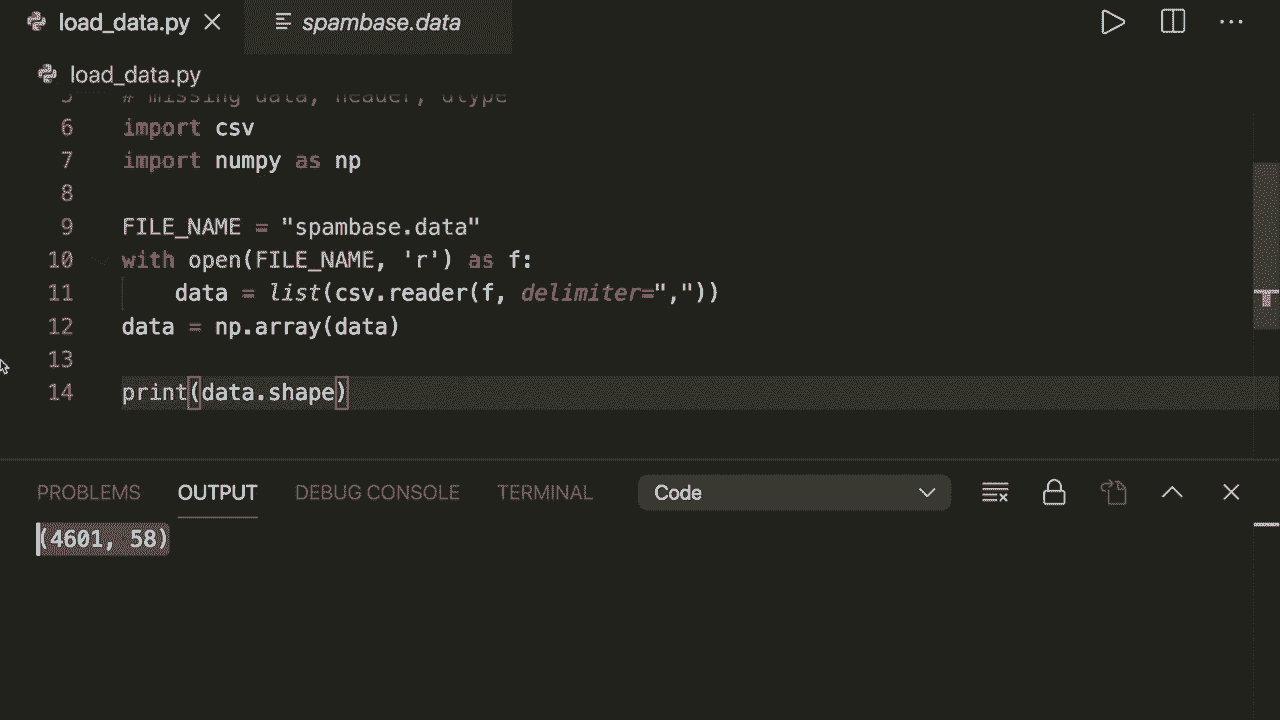 load_data.py
spambase.data
load_data.py
5 # missing data, header, dtype
6 import csv
7 import numpy as np
8
9 FILE_NAME = "spambase.data"
10 with open(FILE_NAME, 'r') as f:
11 data = list(csv.reader(f, delimiter=","))
12 data = np.array(data)
13
14 print(data.shape)
PROBLEMS OUTPUT DEBUG CONSOLE TERMINAL Code
(4601, 58)